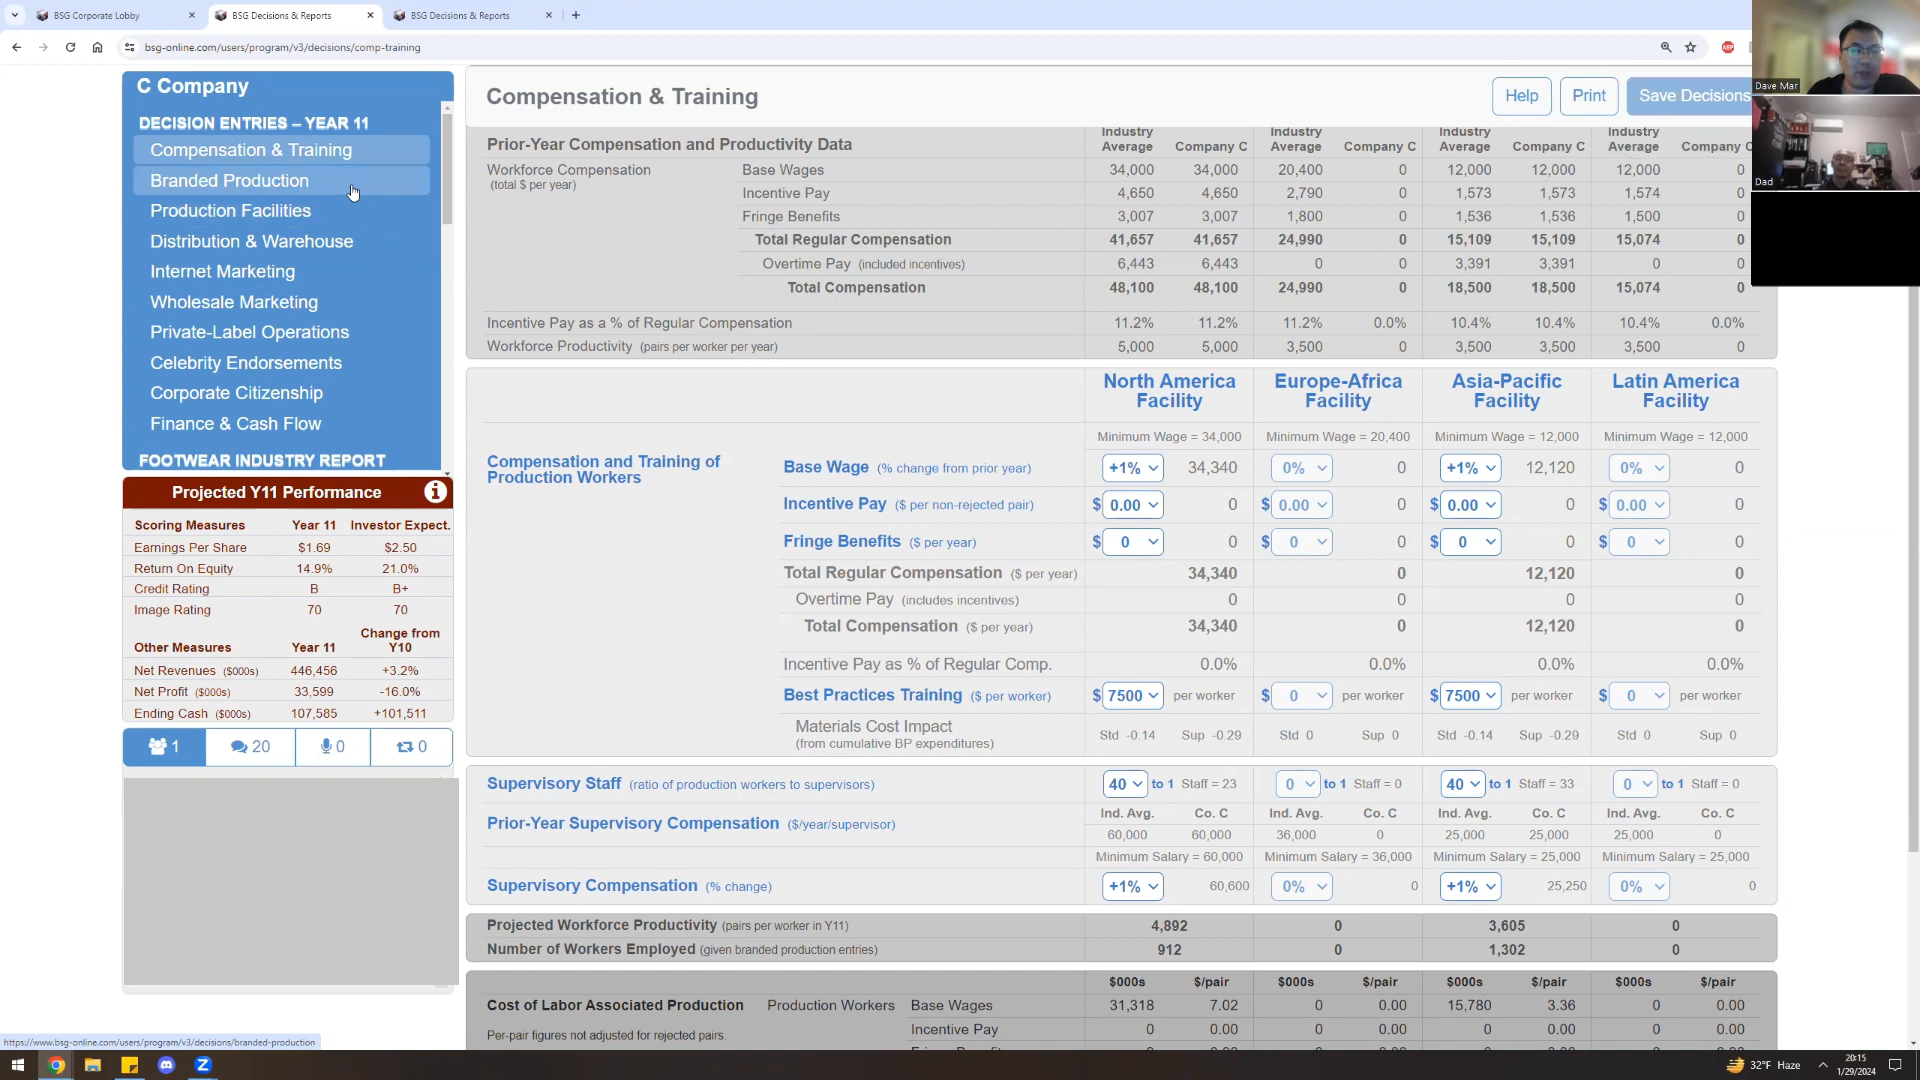 BSG Corporate Lobby
BSG Decisions & Reports
BSG Decisions & Reports
bsg-online.com/users/program/v3/decisions/comp-training
ABP
C Company
DECISION ENTRIES – YEAR 11
Compensation & Training
Branded Production
Production Facilities
Distribution & Warehouse
Internet Marketing
Wholesale Marketing
Private-Label Operations
Celebrity Endorsements
Corporate Citizenship
Finance & Cash Flow
FOOTWEAR INDUSTRY REPORT
Projected Y11 Performance
Scoring Measures Year 11 Investor Expect.
Earnings Per Share $1.69 $2.50
Return On Equity 14.9% 21.0%
Credit Rating B B+
Image Rating 70 70
Other Measures Year 11 Change from Y10
Net Revenues ($000s) 446,456 +3.2%
Net Profit ($000s) 33,599 -16.0%
Ending Cash ($000s) 107,585 +101,511
1 20 0 0
Compensation & Training
Help Print Save Decisions
Dave Mar
Dad
Prior-Year Compensation and Productivity Data Industry Average Company C Industry Average Company C Industry Average Company C Industry Average Company C
Workforce Compensation Base Wages 34,000 34,000 20,400 0 12,000 12,000 12,000 0
(total $ per year)
Incentive Pay 4,650 4,650 2,790 0 1,573 1,573 1,574 0
Fringe Benefits 3,007 3,007 1,800 0 1,536 1,536 1,500 0
Total Regular Compensation 41,657 41,657 24,990 0 15,109 15,109 15,074 0
Overtime Pay (included incentives) 6,443 6,443 0 0 3,391 3,391 0 0
Total Compensation 48,100 48,100 24,990 0 18,500 18,500 15,074 0
Incentive Pay as a % of Regular Compensation 11.2% 11.2% 11.2% 0.0% 10.4% 10.4% 10.4% 0.0%
Workforce Productivity (pairs per worker per year) 5,000 5,000 3,500 0 3,500 3,500 3,500 0
North America Facility Europe-Africa Facility Asia-Pacific Facility Latin America Facility
Minimum Wage = 34,000 Minimum Wage = 20,400 Minimum Wage = 12,000 Minimum Wage = 12,000
Compensation and Training of Production Workers
Base Wage (% change from prior year) +1% 34,340 0% 0 +1% 12,120 0% 0
Incentive Pay ($ per non-rejected pair) $ 0.00 0 $ 0.00 0 $ 0.00 0 $ 0.00 0
Fringe Benefits ($ per year) $ 0 0 $ 0 0 $ 0 0 $ 0 0
Total Regular Compensation ($ per year) 34,340 0 12,120 0
Overtime Pay (includes incentives) 0 0 0 0
Total Compensation ($ per year) 34,340 0 12,120 0
Incentive Pay as % of Regular Comp. 0.0% 0.0% 0.0% 0.0%
Best Practices Training ($ per worker) $ 7500 per worker $ 0 per worker $ 7500 per worker $ 0 per worker
Materials Cost Impact Std -0.14 Sup -0.29 Std 0 Sup 0 Std -0.14 Sup -0.29 Std 0 Sup 0
(from cumulative BP expenditures)
Supervisory Staff (ratio of production workers to supervisors) 40 to 1 Staff = 23 0 to 1 Staff = 0 40 to 1 Staff = 33 0 to 1 Staff = 0
Ind. Avg. Co. C Ind. Avg. Co. C Ind. Avg. Co. C Ind. Avg. Co. C
Prior-Year Supervisory Compensation ($/year/supervisor) 60,000 60,000 36,000 0 25,000 25,000 25,000 0
Minimum Salary = 60,000 Minimum Salary = 36,000 Minimum Salary = 25,000 Minimum Salary = 25,000
Supervisory Compensation (% change) +1% 60,600 0% 0 +1% 25,250 0% 0
Projected Workforce Productivity (pairs per worker in Y11) 4,892 0 3,605 0
Number of Workers Employed (given branded production entries) 912 0 1,302 0
$000s $/pair $000s $/pair $000s $/pair $000s $/pair
Cost of Labor Associated Production Production Workers Base Wages 31,318 7.02 0 0.00 15,780 3.36 0 0.00
Per-pair figures not adjusted for rejected pairs. Incentive Pay 0 0.00 0 0.00 0 0.00 0 0.00
https://www.bsg-online.com/users/program/v3/decisions/branded-production
32°F Haze
20:15
1/29/2024